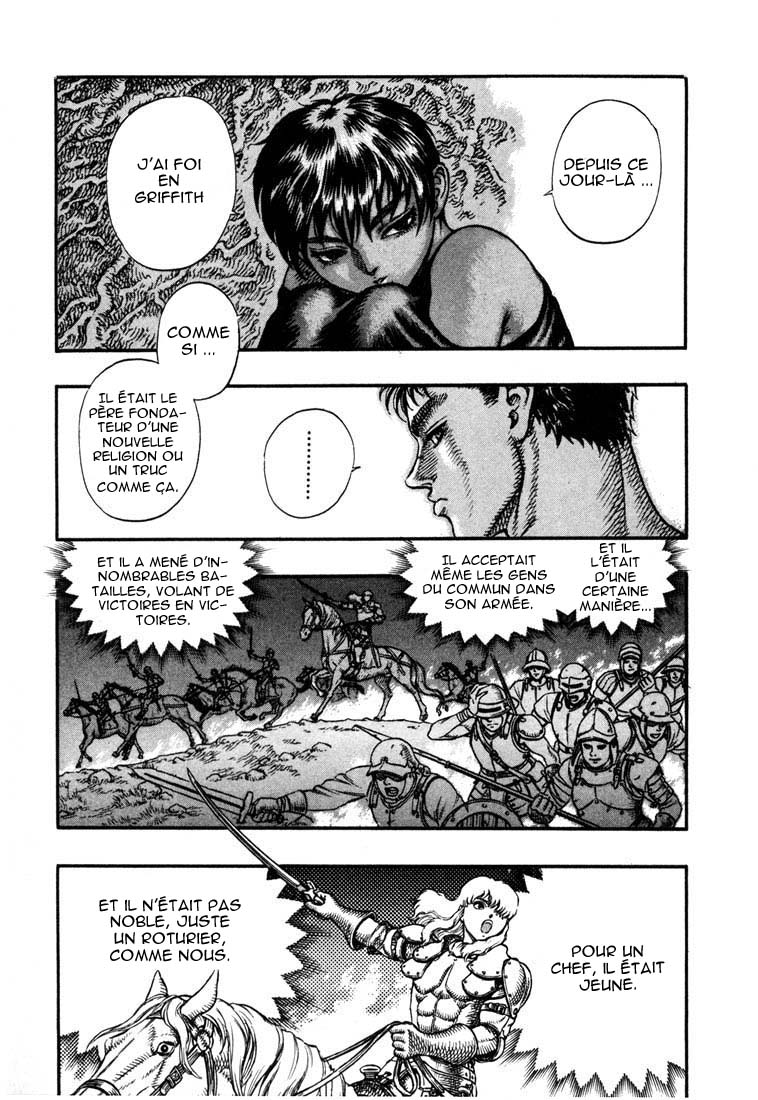 DEPUIS CE
JOUR-LÀ ...
J'AI FOI
EN
GRIFFITH
COMME
SI ...
IL ÉTAIT LE
PÈRE FONDA-
TEUR D'UNE
NOUVELLE
RELIGION OU
UN TRUC
COMME ÇA.
..........
ET IL
L'ÉTAIT
D'UNE
CERTAINE
MANIÈRE...
IL ACCEPTAIT
MÊME LES GENS
DU COMMUN DANS
SON ARMÉE.
ET IL A MENÉ D'IN-
NOMBRABLES BA-
TAILLES, VOLANT DE
VICTOIRES EN VIC-
TOIRES.
POUR UN
CHEF, IL ÉTAIT
JEUNE.
ET IL N'ÉTAIT PAS
NOBLE, JUSTE
UN ROTURIER,
COMME NOUS.